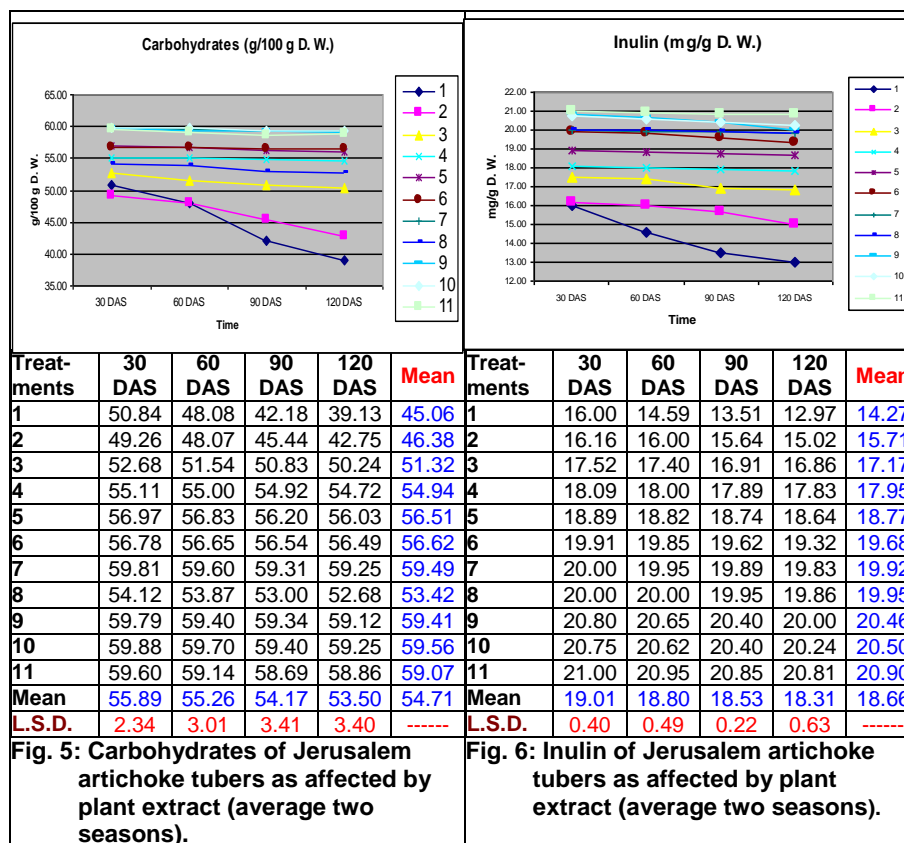 Carbohydrates (g/100 g D. W.)
65.00
60.00
55.00
50.00
45.00
40.00
35.00
g/100 g D. W.
30 DAS 60 DAS 90 DAS 120 DAS
Time
1
2
3
4
5
6
7
8
9
10
11
Inulin (mg/g D. W.)
22.00
21.00
20.00
19.00
18.00
17.00
16.00
15.00
14.00
13.00
12.00
mg/g D. W.
30 DAS 60 DAS 90 DAS 120 DAS
Time
1
2
3
4
5
6
7
8
9
10
11
Treat-ments 30 DAS 60 DAS 90 DAS 120 DAS Mean
1 50.84 48.08 42.18 39.13 45.06
2 49.26 48.07 45.44 42.75 46.38
3 52.68 51.54 50.83 50.24 51.32
4 55.11 55.00 54.92 54.72 54.94
5 56.97 56.83 56.20 56.03 56.51
6 56.78 56.65 56.54 56.49 56.62
7 59.81 59.60 59.31 59.25 59.49
8 54.12 53.87 53.00 52.68 53.42
9 59.79 59.40 59.34 59.12 59.41
10 59.88 59.70 59.40 59.25 59.56
11 59.60 59.14 58.69 58.86 59.07
Mean 55.89 55.26 54.17 53.50 54.71
L.S.D. 2.34 3.01 3.41 3.40 ------
Fig. 5: Carbohydrates of Jerusalem
artichoke tubers as affected by
plant extract (average two
seasons).
Treat-ments 30 DAS 60 DAS 90 DAS 120 DAS Mean
1 16.00 14.59 13.51 12.97 14.27
2 16.16 16.00 15.64 15.02 15.71
3 17.52 17.40 16.91 16.86 17.17
4 18.09 18.00 17.89 17.83 17.95
5 18.89 18.82 18.74 18.64 18.77
6 19.91 19.85 19.62 19.32 19.68
7 20.00 19.95 19.89 19.83 19.92
8 20.00 20.00 19.95 19.86 19.95
9 20.80 20.65 20.40 20.00 20.46
10 20.75 20.62 20.40 20.24 20.50
11 21.00 20.95 20.85 20.81 20.90
Mean 19.01 18.80 18.53 18.31 18.66
L.S.D. 0.40 0.49 0.22 0.63 ------
Fig. 6: Inulin of Jerusalem artichoke
tubers as affected by plant
extract (average two seasons).